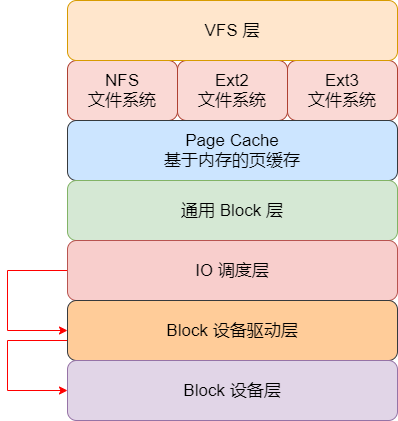 VFS 层
NFS
文件系统
Ext2
文件系统
Ext3
文件系统
Page Cache
基于内存的页缓存
通用 Block 层
IO 调度层
Block 设备驱动层
Block 设备层